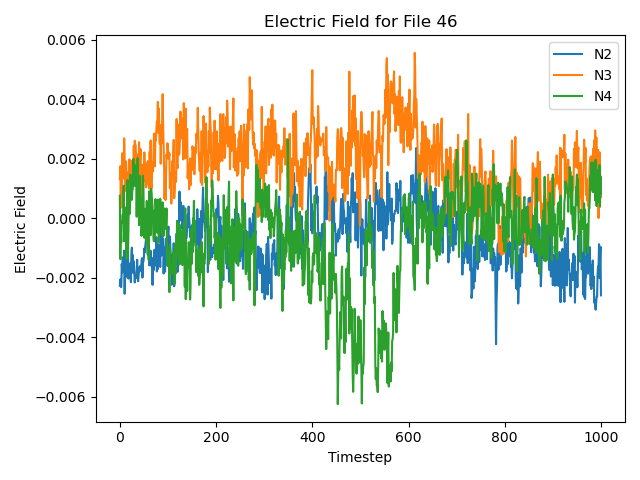 Electric Field for File 46
N2
N3
N4
0.006
0.004
0.002
0.000
−0.002
−0.004
−0.006
Electric Field
0 200 400 600 800 1000
Timestep